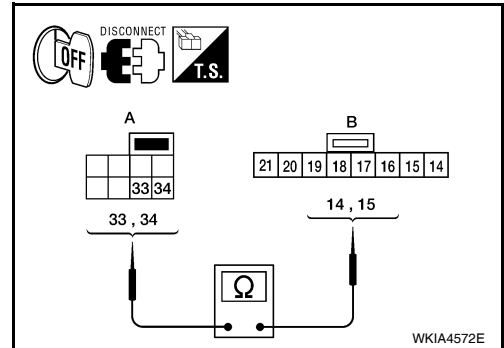 DISCONNECT
OFF
T.S.
A
B
33 34
21 20 19 18 17 16 15 14
33 , 34
14 , 15
Ω
WKIA4572E